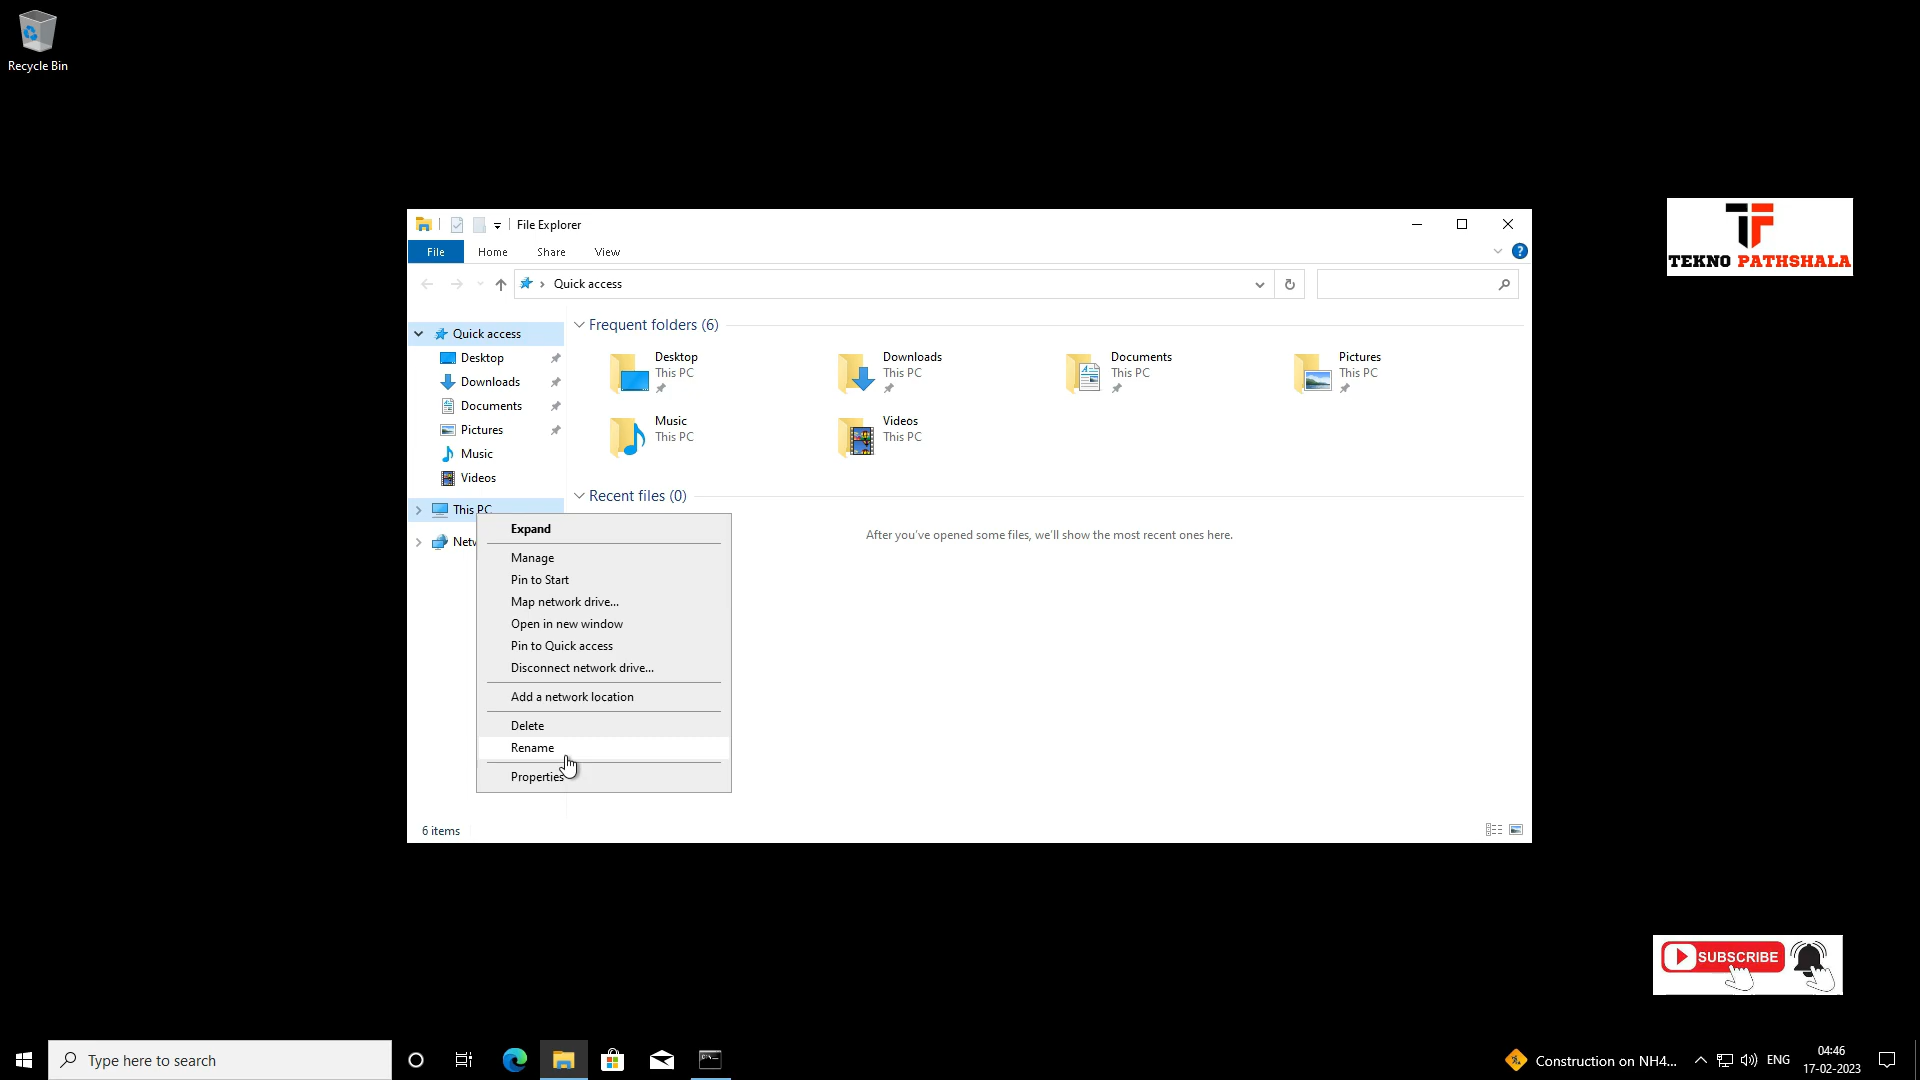 Recycle Bin
File Explorer
File
Home
Share
View
Quick access
Quick access
Desktop
Downloads
Documents
Pictures
Music
Videos
This PC
Netw
Frequent folders (6)
Desktop
This PC
Downloads
This PC
Documents
This PC
Pictures
This PC
Music
This PC
Videos
This PC
Recent files (0)
After you've opened some files, we'll show the most recent ones here.
Expand
Manage
Pin to Start
Map network drive...
Open in new window
Pin to Quick access
Disconnect network drive...
Add a network location
Delete
Rename
Properties
6 items
TEKNO PATHSHALA
SUBSCRIBE
Type here to search
Construction on NH4...
ENG
04:46
17-02-2023